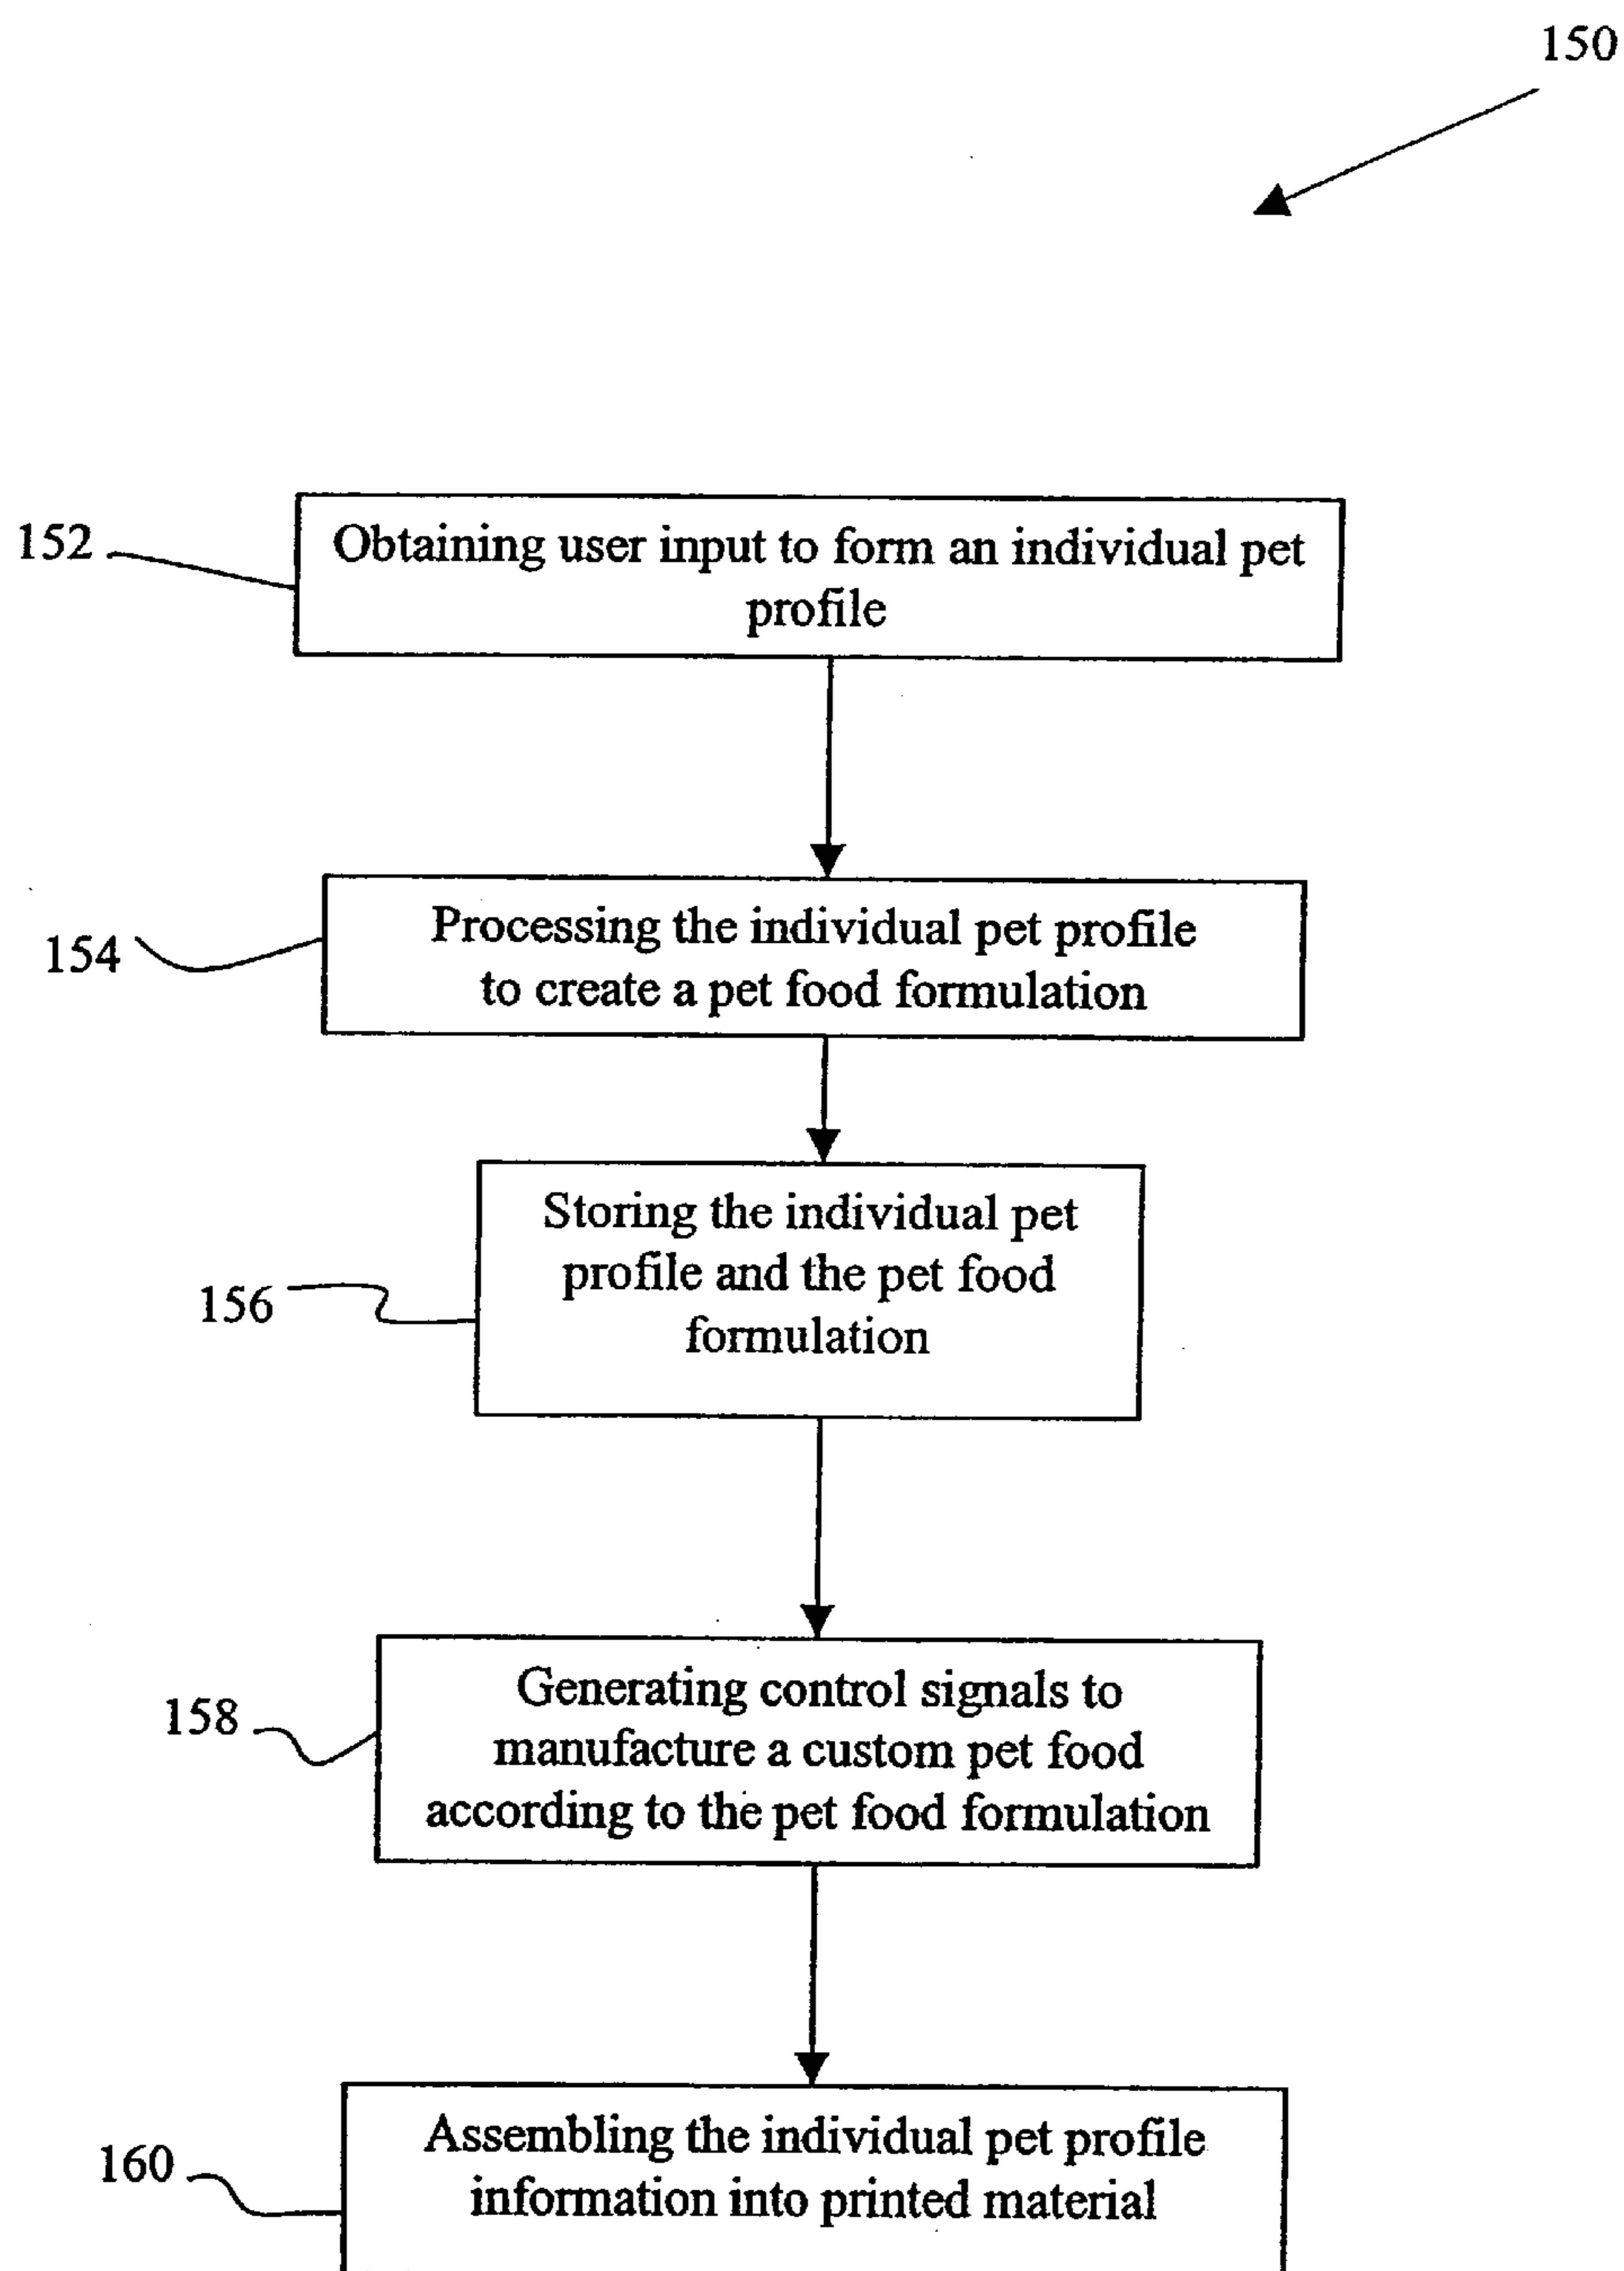 150
152
Obtaining user input to form an individual pet
profile
154
Processing the individual pet profile
to create a pet food formulation
156
Storing the individual pet
profile and the pet food
formulation
158
Generating control signals to
manufacture a custom pet food
according to the pet food formulation
160
Assembling the individual pet profile
information into printed material